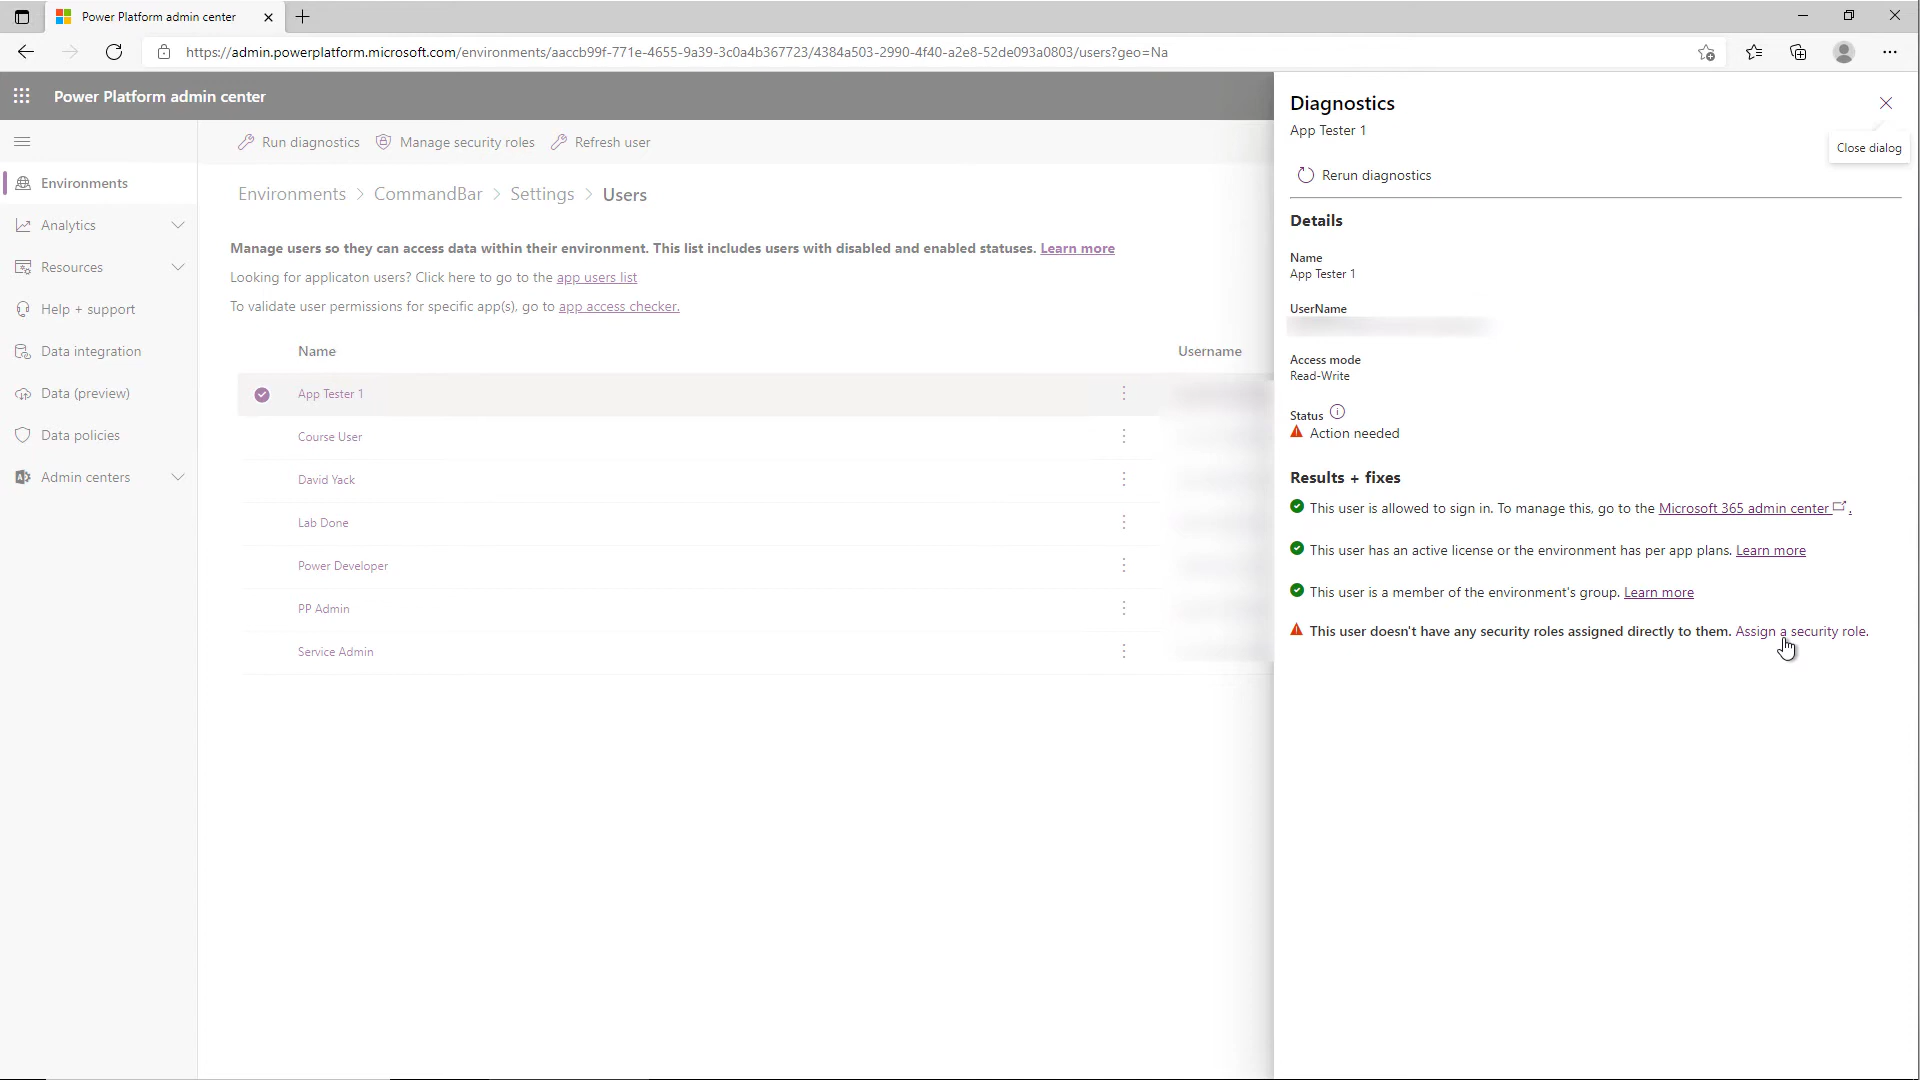 Power Platform admin center
https://admin.powerplatform.microsoft.com/environments/aaccb99f-771e-4655-9a39-3c0a4b367723/4384a503-2990-4f40-a2e8-52de093a0803/users?geo=Na
Power Platform admin center
Environments
Analytics
Resources
Help + support
Data integration
Data (preview)
Data policies
Admin centers
Run diagnostics Manage security roles Refresh user
Environments > CommandBar > Settings > Users
Manage users so they can access data within their environment. This list includes users with disabled and enabled statuses. Learn more
Looking for applicaton users? Click here to go to the app users list
To validate user permissions for specific app(s), go to app access checker.
Name Username
App Tester 1
Course User
David Yack
Lab Done
Power Developer
PP Admin
Service Admin
Diagnostics
App Tester 1
Close dialog
Rerun diagnostics
Details
Name
App Tester 1
UserName
Access mode
Read-Write
Status
Action needed
Results + fixes
This user is allowed to sign in. To manage this, go to the Microsoft 365 admin center .
This user has an active license or the environment has per app plans. Learn more
This user is a member of the environment's group. Learn more
This user doesn't have any security roles assigned directly to them. Assign a security role.